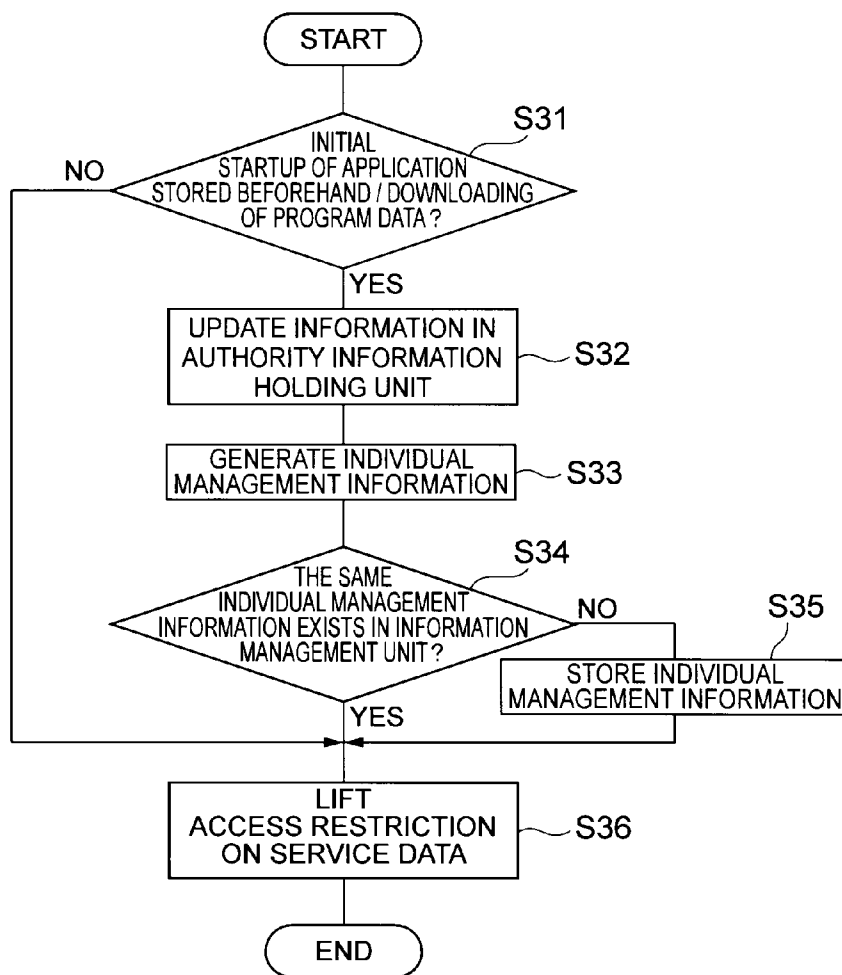 START
S31
INITIAL
STARTUP OF APPLICATION
STORED BEFOREHAND / DOWNLOADING
OF PROGRAM DATA ?
NO
YES
UPDATE INFORMATION IN
AUTHORITY INFORMATION
HOLDING UNIT
S32
GENERATE INDIVIDUAL
MANAGEMENT INFORMATION
S33
S34
THE SAME
INDIVIDUAL MANAGEMENT
INFORMATION EXISTS IN INFORMATION
MANAGEMENT UNIT ?
NO
S35
STORE INDIVIDUAL
MANAGEMENT INFORMATION
YES
LIFT
ACCESS RESTRICTION
ON SERVICE DATA
S36
END